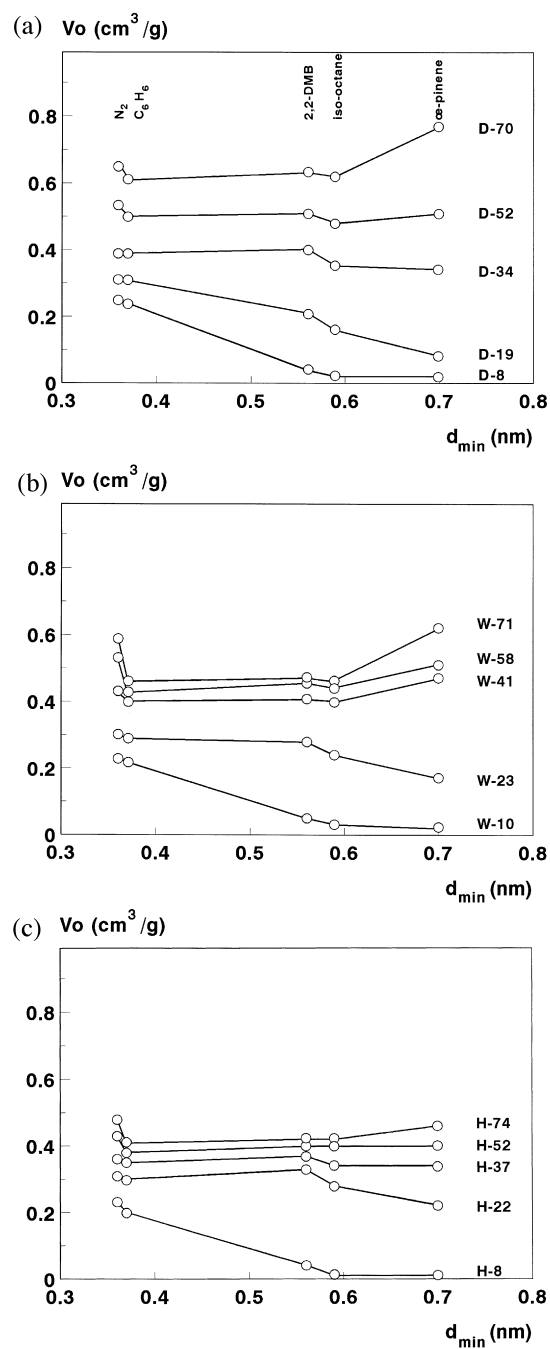 (a) Vo (cm³/g)
N₂
C₆H₆
2,2-DMB
Iso-octane
œ-pinene
0.8
D-70
0.6
D-52
0.4
D-34
0.2
D-19
D-8
0
0.3 0.4 0.5 0.6 0.7 0.8
dmin (nm)
(b) Vo (cm³/g)
0.8
W-71
0.6
W-58
W-41
0.4
W-23
0.2
W-10
0
0.3 0.4 0.5 0.6 0.7 0.8
dmin (nm)
(c) Vo (cm³/g)
0.8
0.6
H-74
H-52
0.4
H-37
H-22
0.2
H-8
0
0.3 0.4 0.5 0.6 0.7 0.8
dmin (nm)